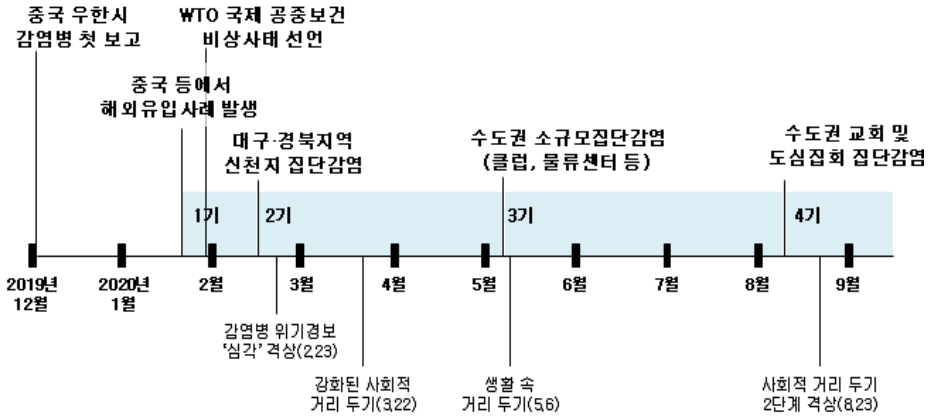 중국 우한시
감염병 첫 보고
WTO 국제 공중보건
비상사태 선언
중국 등에서
해외유입사례 발생
대구·경북지역
신천지 집단감염
수도권 소규모집단감염
(클럽, 물류센터 등)
수도권 교회 및
도심집회 집단감염
1기
2기
3기
4기
2019년
12월
2020년
1월
2월
3월
4월
5월
6월
7월
8월
9월
감염병 위기경보
'심각' 격상(2.23)
강화된 사회적
거리 두기(3.22)
생활 속
거리 두기(5.6)
사회적 거리 두기
2단계 격상(8.23)